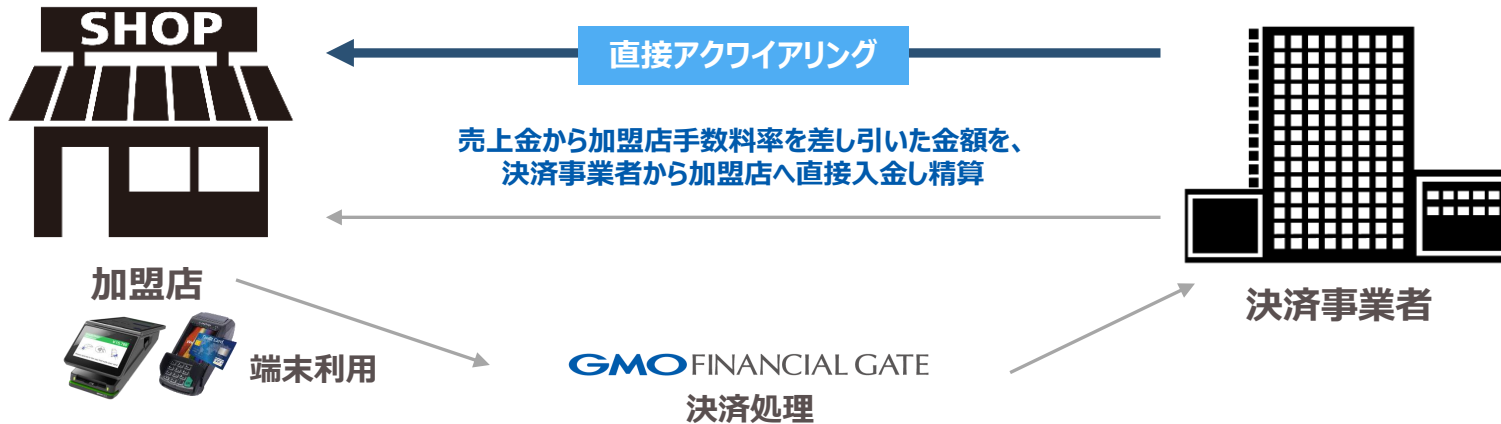 SHOP
直接アクワイアリング
売上金から加盟店手数料率を差し引いた金額を、
決済事業者から加盟店へ直接入金し精算
加盟店
決済事業者
端末利用
GMO FINANCIAL GATE
決済処理